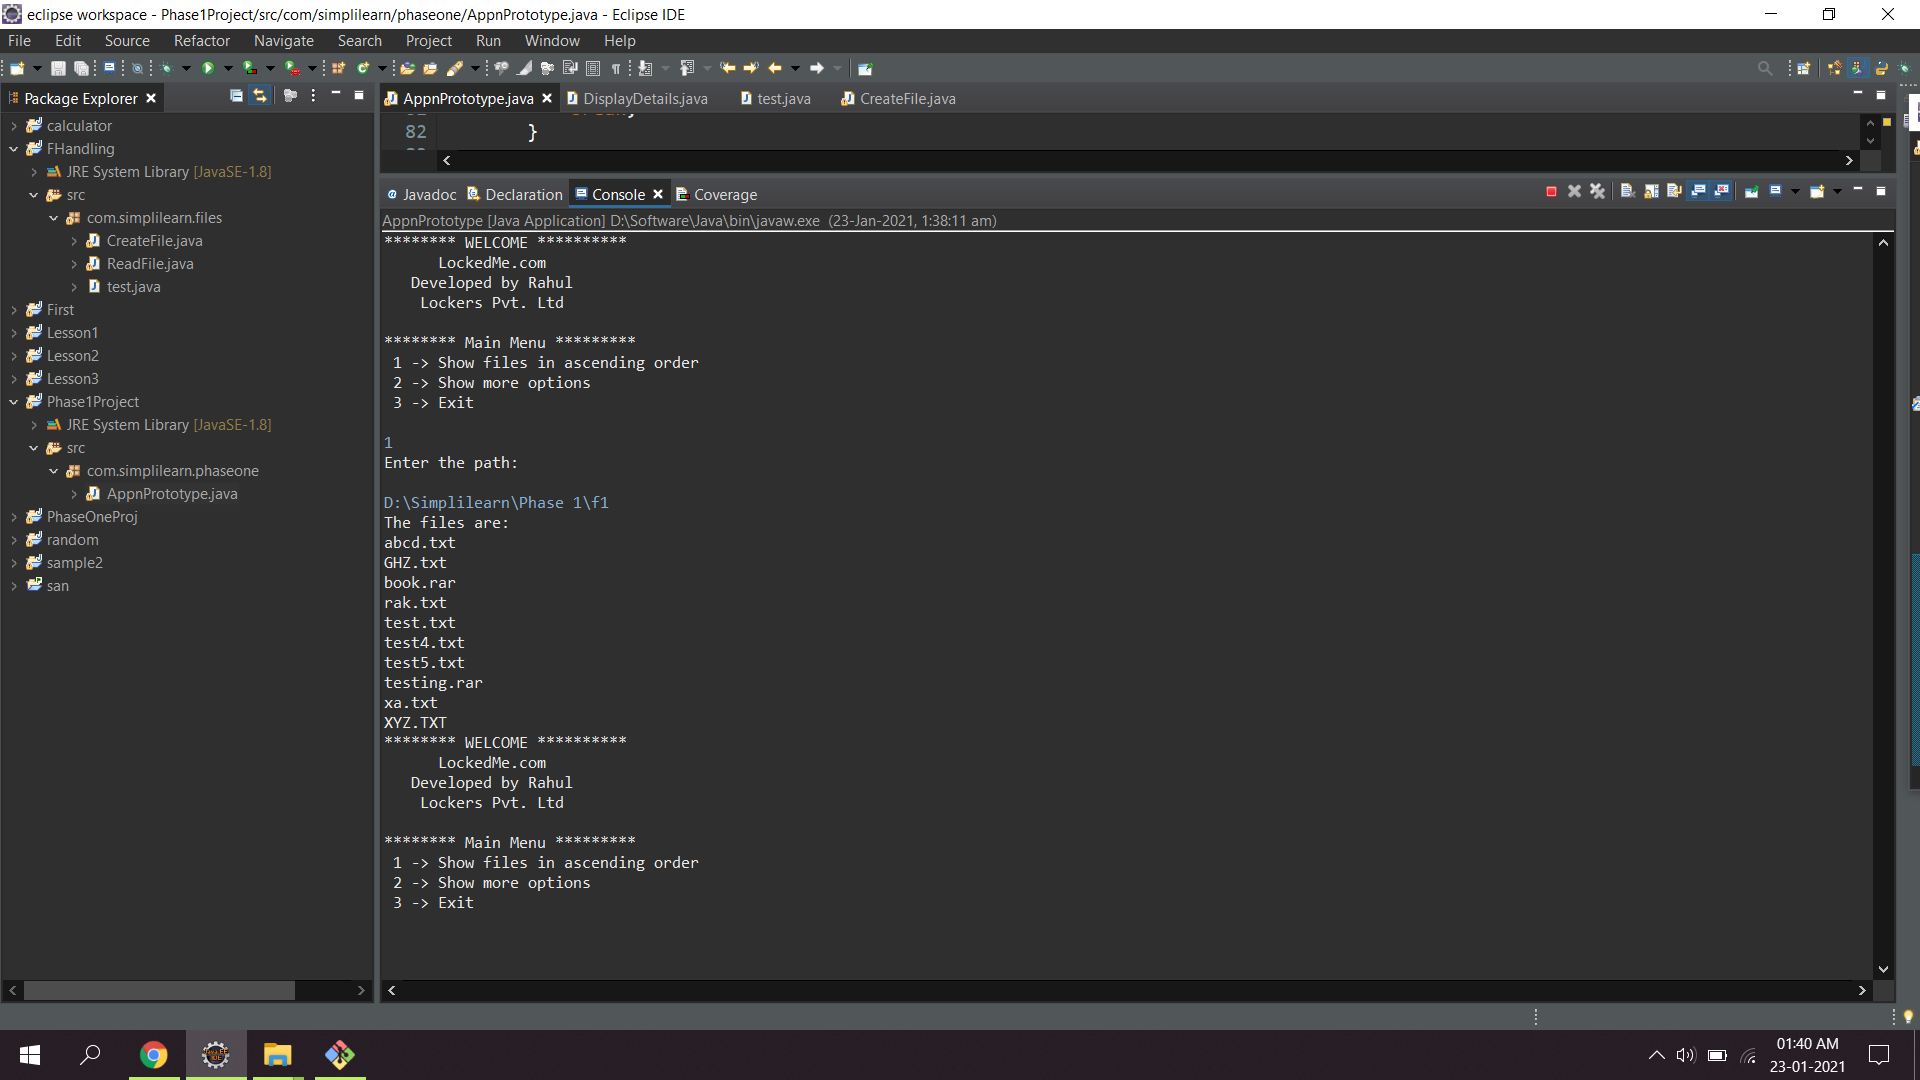 eclipse workspace - Phase1Project/src/com/simplilearn/phaseone/AppnPrototype.java - Eclipse IDE
File Edit Source Refactor Navigate Search Project Run Window Help
Package Explorer
calculator
FHandling
JRE System Library [JavaSE-1.8]
src
com.simplilearn.files
CreateFile.java
ReadFile.java
test.java
First
Lesson1
Lesson2
Lesson3
Phase1Project
JRE System Library [JavaSE-1.8]
src
com.simplilearn.phaseone
AppnPrototype.java
PhaseOneProj
random
sample2
san
AppnPrototype.java DisplayDetails.java test.java CreateFile.java
82 }
Javadoc Declaration Console Coverage
AppnPrototype [Java Application] D:\Software\Java\bin\javaw.exe (23-Jan-2021, 1:38:11 am)
******** WELCOME **********
LockedMe.com
Developed by Rahul
Lockers Pvt. Ltd
******** Main Menu *********
1 -> Show files in ascending order
2 -> Show more options
3 -> Exit
1
Enter the path:
D:\Simplilearn\Phase 1\f1
The files are:
abcd.txt
GHZ.txt
book.rar
rak.txt
test.txt
test4.txt
test5.txt
testing.rar
xa.txt
XYZ.TXT
******** WELCOME **********
LockedMe.com
Developed by Rahul
Lockers Pvt. Ltd
******** Main Menu *********
1 -> Show files in ascending order
2 -> Show more options
3 -> Exit
01:40 AM
23-01-2021